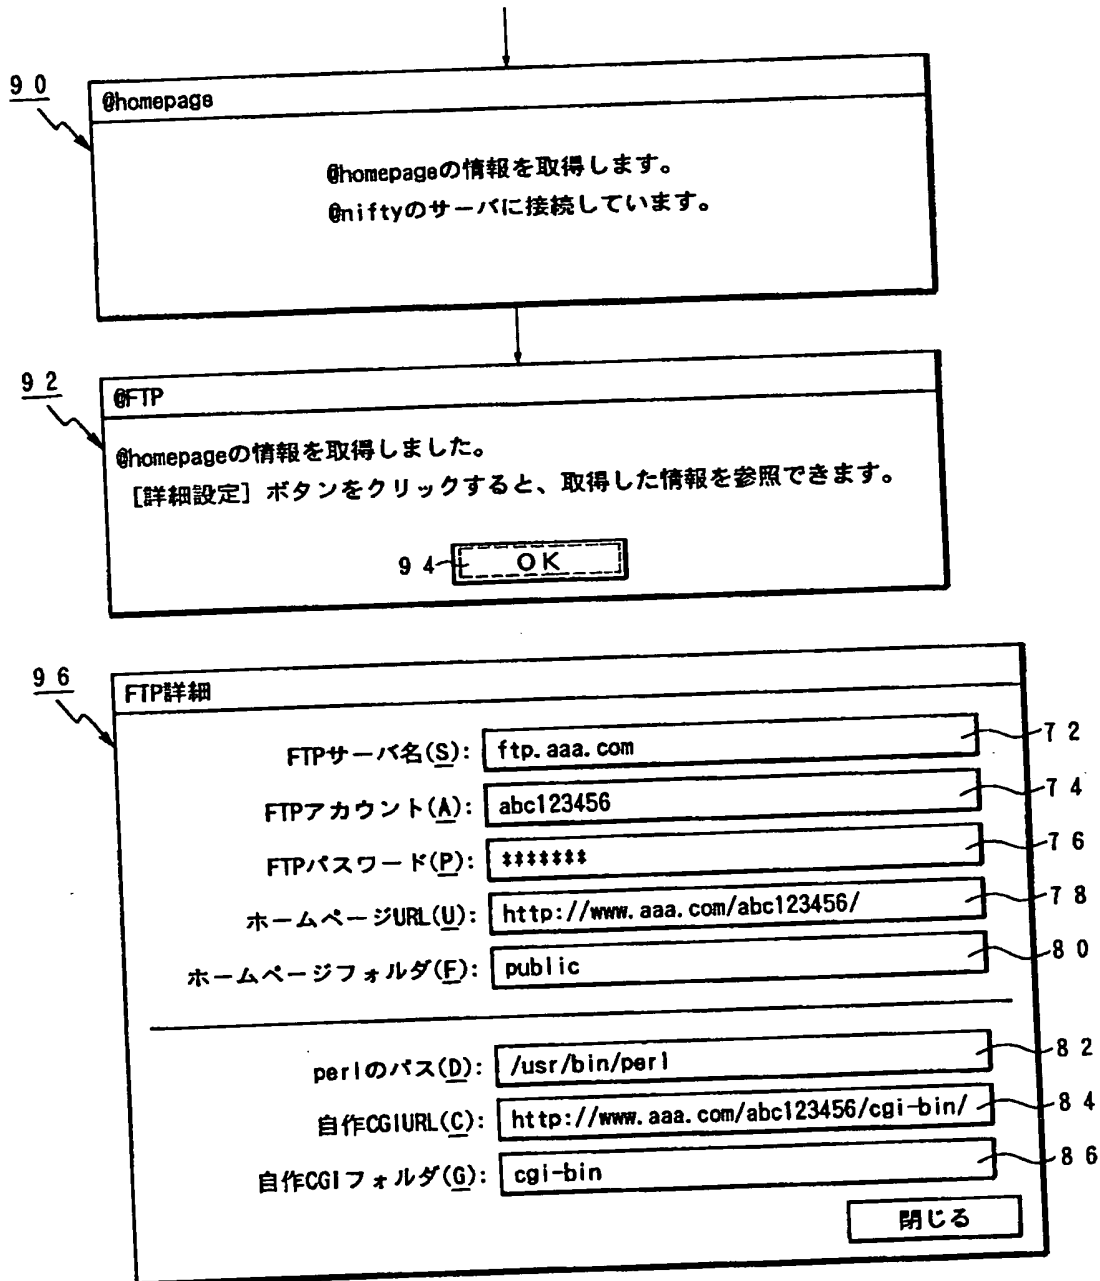 90
@homepage
@homepageの情報を取得します。
@niftyのサーバに接続しています。
92
@FTP
@homepageの情報を取得しました。
[詳細設定] ボタンをクリックすると、取得した情報を参照できます。
94 OK
96
FTP詳細
FTPサーバ名(S): ftp.aaa.com 72
FTPアカウント(A): abc123456 74
FTPパスワード(P): ******* 76
ホームページURL(U): http://www.aaa.com/abc123456/ 78
ホームページフォルダ(F): public 80
perlのパス(D): /usr/bin/perl 82
自作CGIURL(C): http://www.aaa.com/abc123456/cgi-bin/ 84
自作CGIフォルダ(G): cgi-bin 86
閉じる